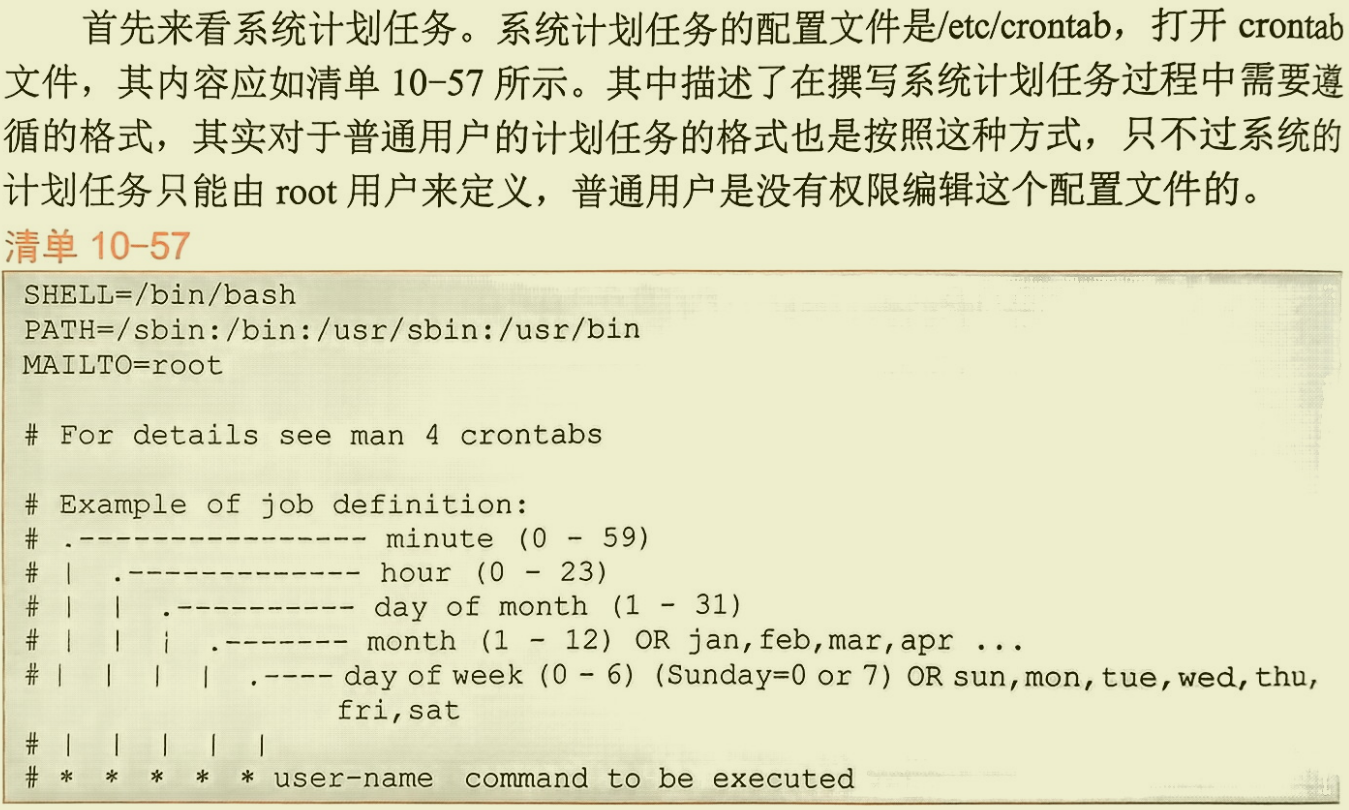 首先来看系统计划任务。系统计划任务的配置文件是/etc/crontab，打开 crontab
文件，其内容应如清单 10-57 所示。其中描述了在撰写系统计划任务过程中需要遵
循的格式，其实对于普通用户的计划任务的格式也是按照这种方式，只不过系统的
计划任务只能由 root 用户来定义，普通用户是没有权限编辑这个配置文件的。
清单 10-57
SHELL=/bin/bash
PATH=/sbin:/bin:/usr/sbin:/usr/bin
MAILTO=root
# For details see man 4 crontabs
# Example of job definition:
# .---------------- minute (0 - 59)
# | .------------- hour (0 - 23)
# | | .---------- day of month (1 - 31)
# | | | .------- month (1 - 12) OR jan,feb,mar,apr ...
# | | | | .---- day of week (0 - 6) (Sunday=0 or 7) OR sun,mon,tue,wed,thu,
fri,sat
# | | | | |
# * * * * * user-name command to be executed